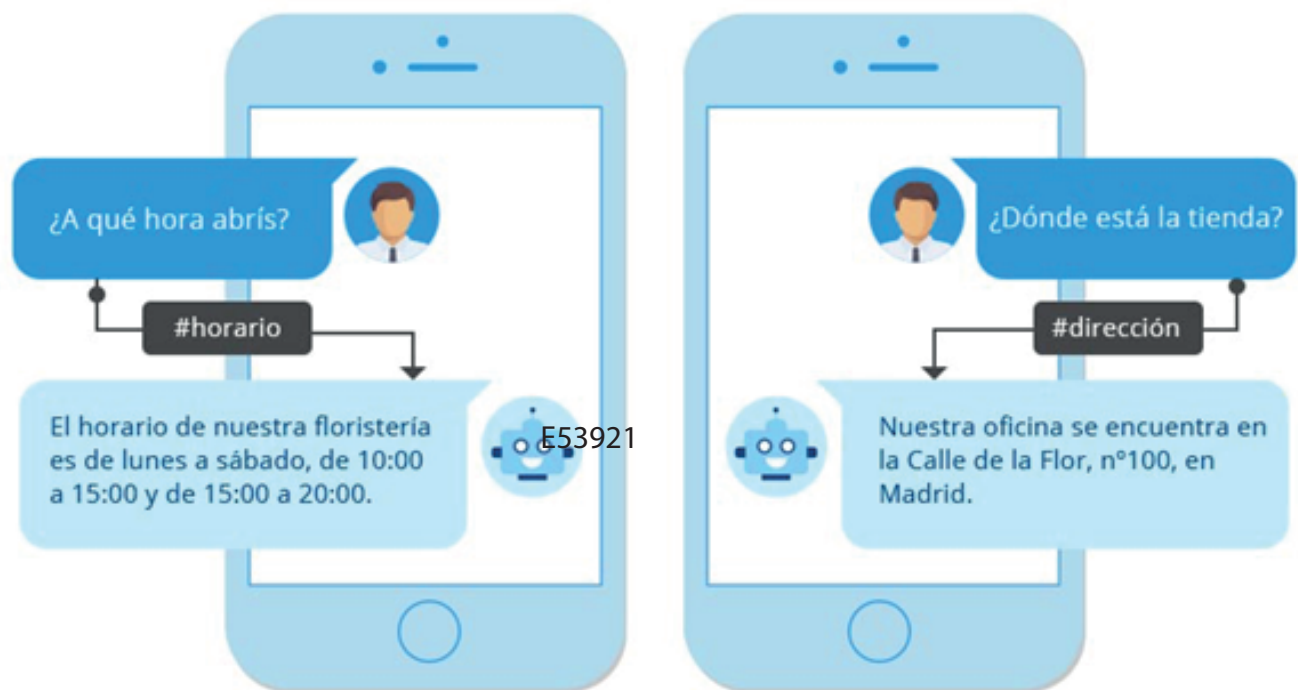 ¿A qué hora abrís?
#horario
El horario de nuestra floristería
es de lunes a sábado, de 10:00
a 15:00 y de 15:00 a 20:00.
E53921
¿Dónde está la tienda?
#dirección
Nuestra oficina se encuentra en
la Calle de la Flor, nº100, en
Madrid.